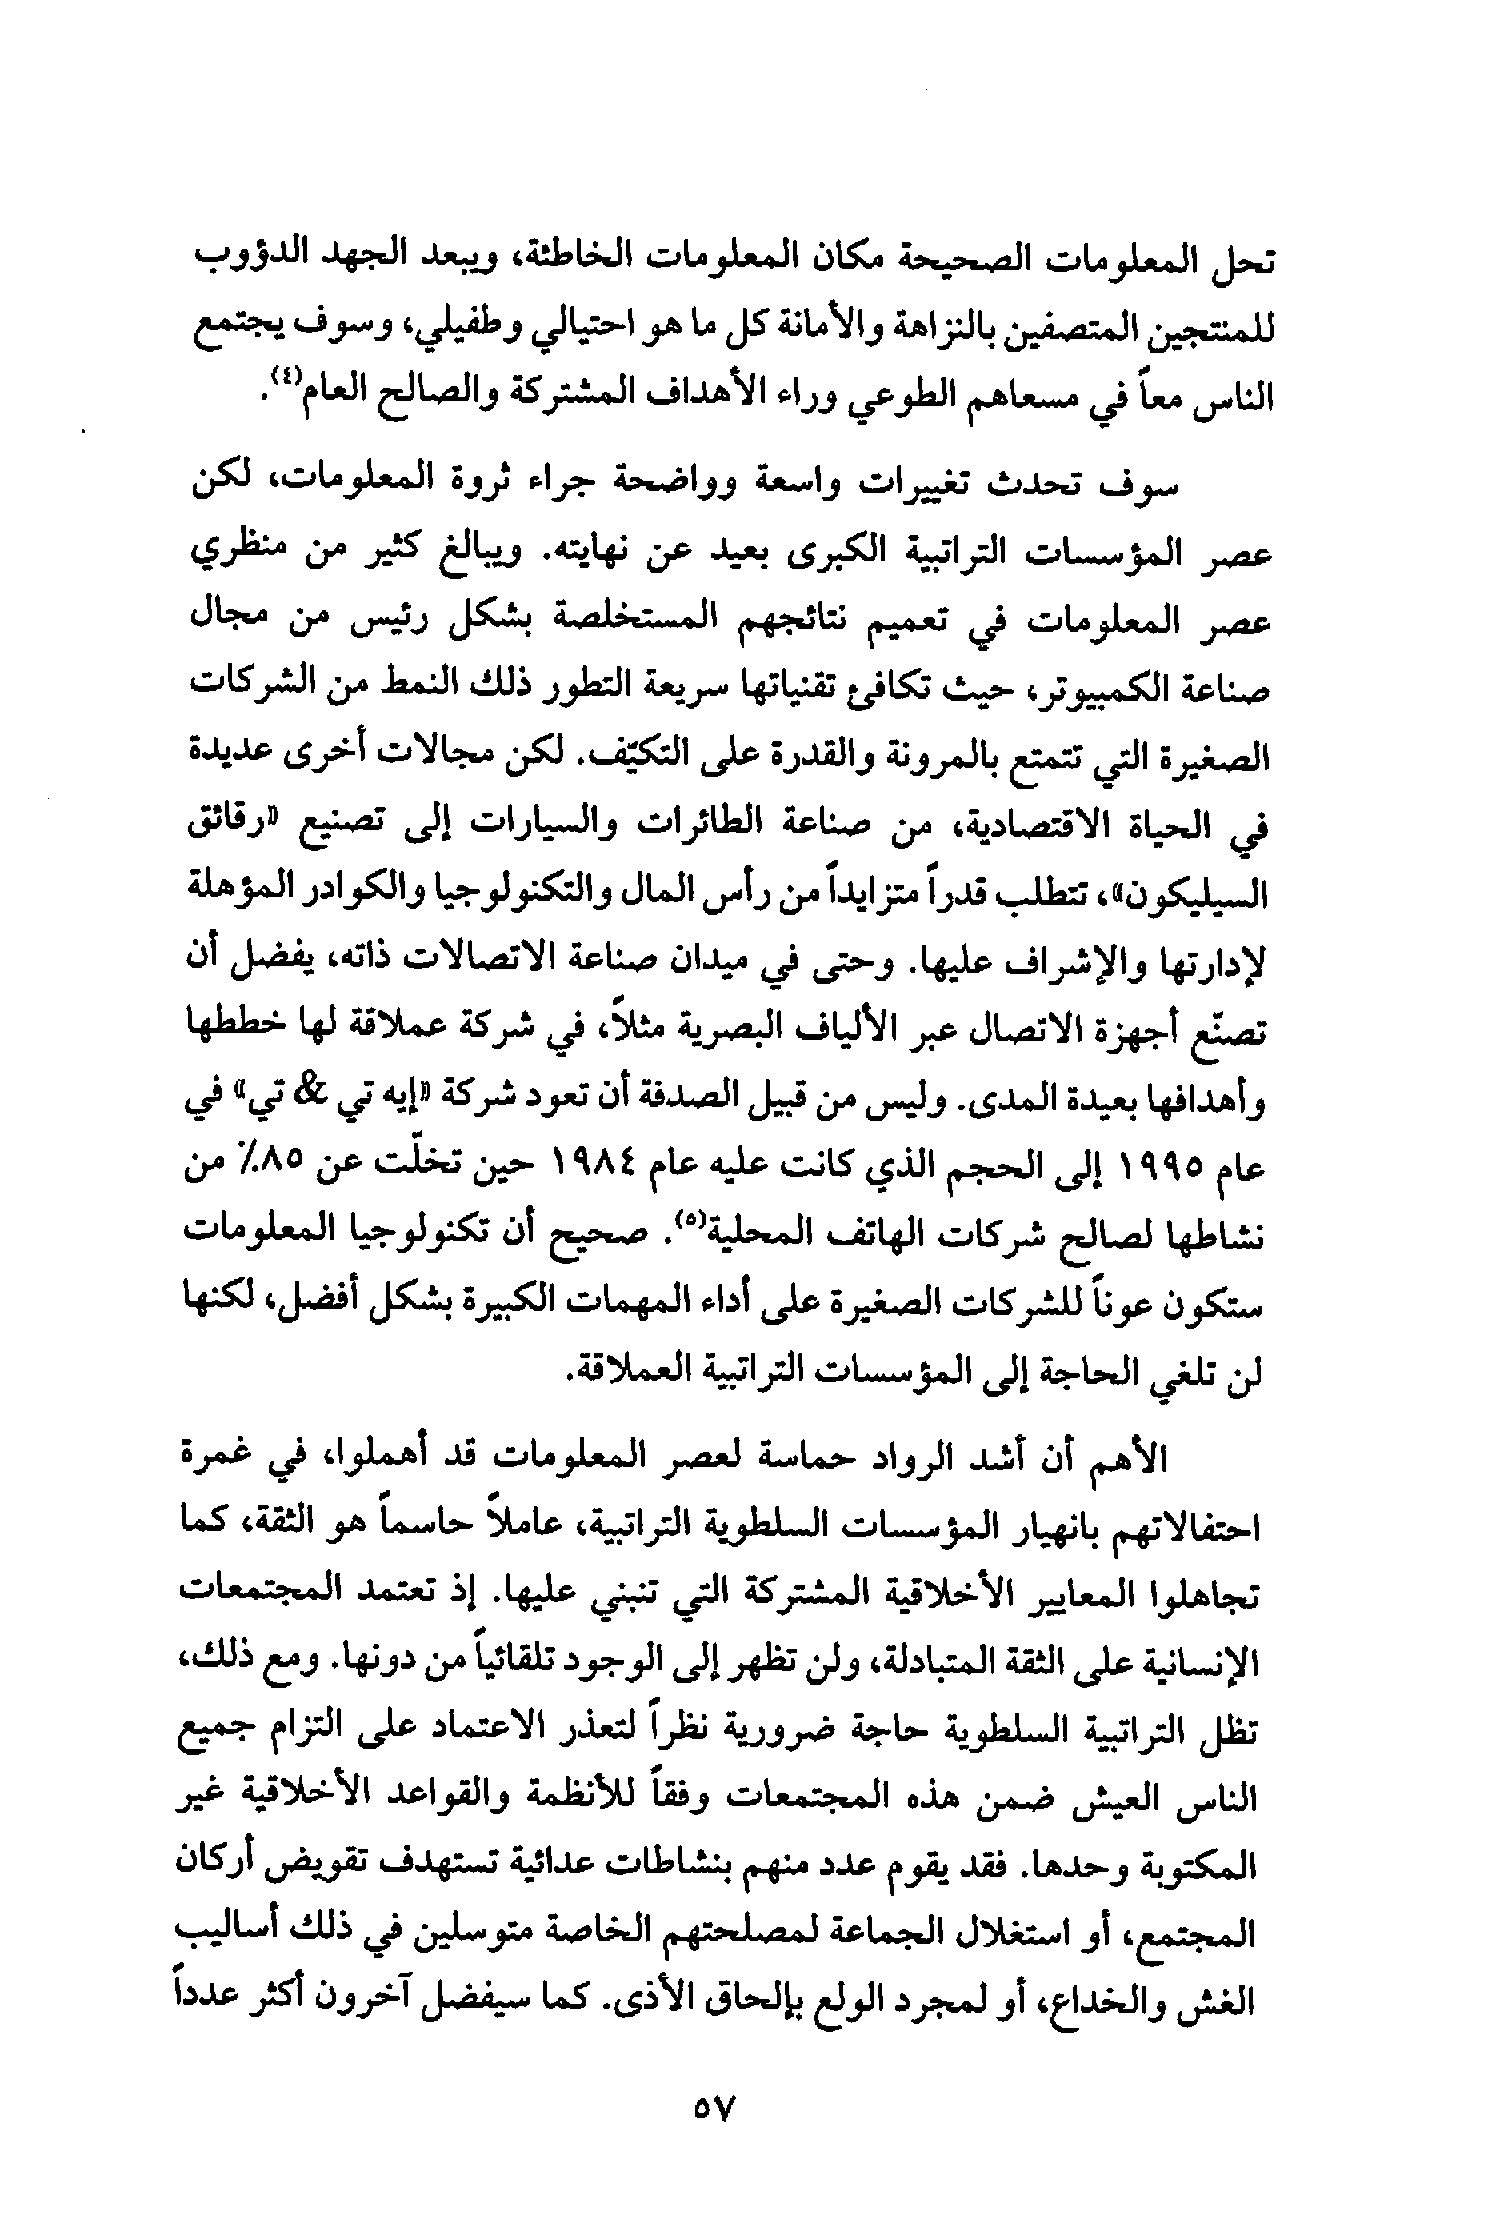 تحل المعلومات الصحيحة مكان المعلومات الخاطئة، ويبعد الجهد الدؤوب
للمنتجين المتصفين بالنزاهة والأمانة كل ما هو احتيالي وطفيلي، وسوف يجتمع
الناس معاً في مسعاهم الطوعي وراء الأهداف المشتركة والصالح العام(٤).
سوف تحدث تغييرات واسعة وواضحة جراء ثروة المعلومات، لكن
عصر المؤسسات التراتبية الكبرى بعيد عن نهايته. ويبالغ كثير من منظري
عصر المعلومات في تعميم نتائجهم المستخلصة بشكل رئيس من مجال
صناعة الكمبيوتر، حيث تكافئ تقنياتها سريعة التطور ذلك النمط من الشركات
الصغيرة التي تتمتع بالمرونة والقدرة على التكيّف. لكن مجالات أخرى عديدة
في الحياة الاقتصادية، من صناعة الطائرات والسيارات إلى تصنيع «رقائق
السيليكون»، تتطلب قدراً متزايداً من رأس المال والتكنولوجيا والكوادر المؤهلة
لإدارتها والإشراف عليها. وحتى في ميدان صناعة الاتصالات ذاته، يفضل أن
تصنّع أجهزة الاتصال عبر الألياف البصرية مثلاً، في شركة عملاقة لها خططها
وأهدافها بعيدة المدى. وليس من قبيل الصدفة أن تعود شركة «إيه تي & تي» في
عام ١٩٩٥ إلى الحجم الذي كانت عليه عام ١٩٨٤ حين تخلّت عن ٨٥٪ من
نشاطها لصالح شركات الهاتف المحلية(٥). صحيح أن تكنولوجيا المعلومات
ستكون عوناً للشركات الصغيرة على أداء المهمات الكبيرة بشكل أفضل، لكنها
لن تلغي الحاجة إلى المؤسسات التراتبية العملاقة.
الأهم أن أشد الرواد حماسة لعصر المعلومات قد أهملوا، في غمرة
احتفالاتهم بانهيار المؤسسات السلطوية التراتبية، عاملاً حاسماً هو الثقة، كما
تجاهلوا المعايير الأخلاقية المشتركة التي تنبني عليها. إذ تعتمد المجتمعات
الإنسانية على الثقة المتبادلة، ولن تظهر إلى الوجود تلقائياً من دونها. ومع ذلك،
تظل التراتبية السلطوية حاجة ضرورية نظراً لتعذر الاعتماد على التزام جميع
الناس العيش ضمن هذه المجتمعات وفقاً للأنظمة والقواعد الأخلاقية غير
المكتوبة وحدها. فقد يقوم عدد منهم بنشاطات عدائية تستهدف تقويض أركان
المجتمع، أو استغلال الجماعة لمصلحتهم الخاصة متوسلين في ذلك أساليب
الغش والخداع، أو لمجرد الولع بإلحاق الأذى. كما سيفضل آخرون أكثر عدداً
٥٧